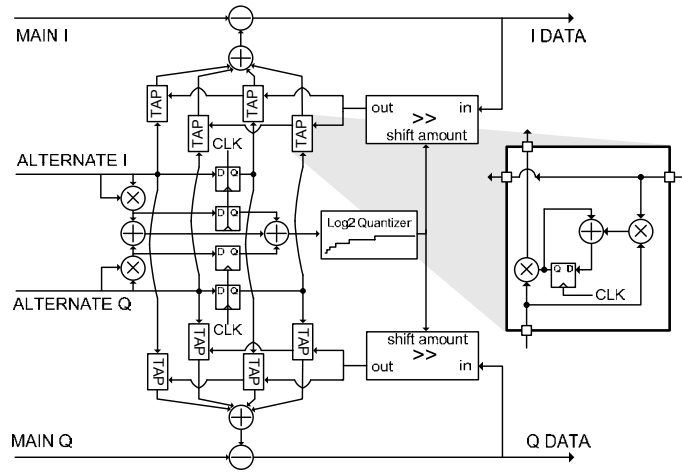 MAIN I
I DATA
TAP
TAP
TAP
TAP
out
>>
in
shift amount
CLK
ALTERNATE I
D Q
D Q
Log2 Quantizer
D Q
D Q
ALTERNATE Q
CLK
Q D
CLK
TAP
TAP
TAP
TAP
shift amount
>>
out
in
MAIN Q
Q DATA